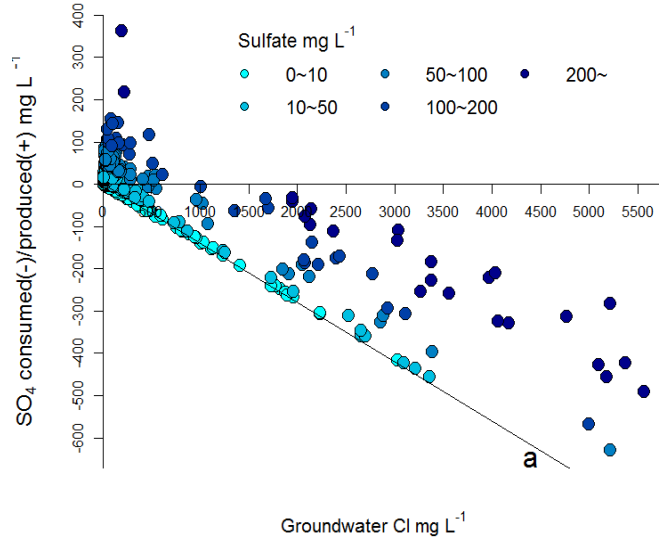 SO₄ consumed(-)/produced(+) mg L⁻¹
400
300
200
100
0
-100
-200
-300
-400
-500
-600
Sulfate mg L⁻¹
0~10 50~100 200~
10~50 100~200
0 500 1000 1500 2000 2500 3000 3500 4000 4500 5000 5500
a
Groundwater Cl mg L⁻¹